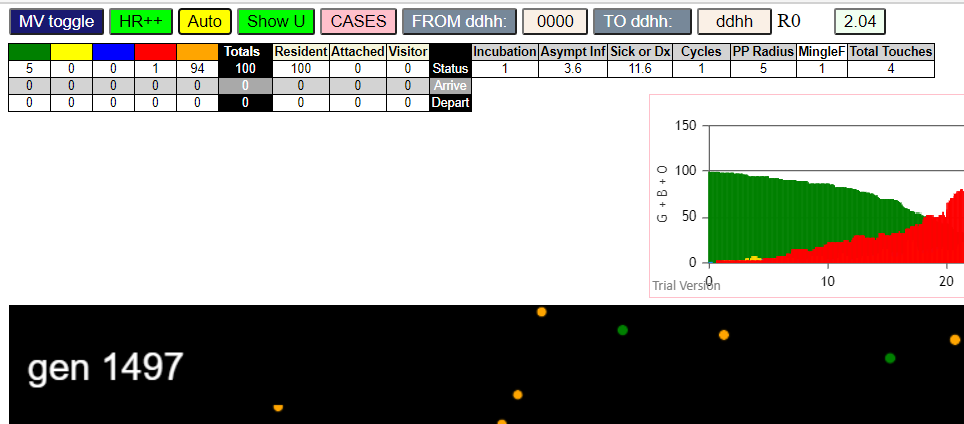 MV toggle HR++ Auto Show U CASES FROM ddhh: 0000 TO ddhh: ddhh R0 2.04
Totals Resident Attached Visitor Incubation Asympt Inf Sick or Dx Cycles PP Radius MingleF Total Touches
5 0 0 1 94 100 100 0 0 Status 1 3.6 11.6 1 5 1 4
0 0 0 0 0 0 0 0 0 Arrive
0 0 0 0 0 0 0 0 0 Depart
150
100
50
0
G + B + O
0 10 20
Trial Version
gen 1497